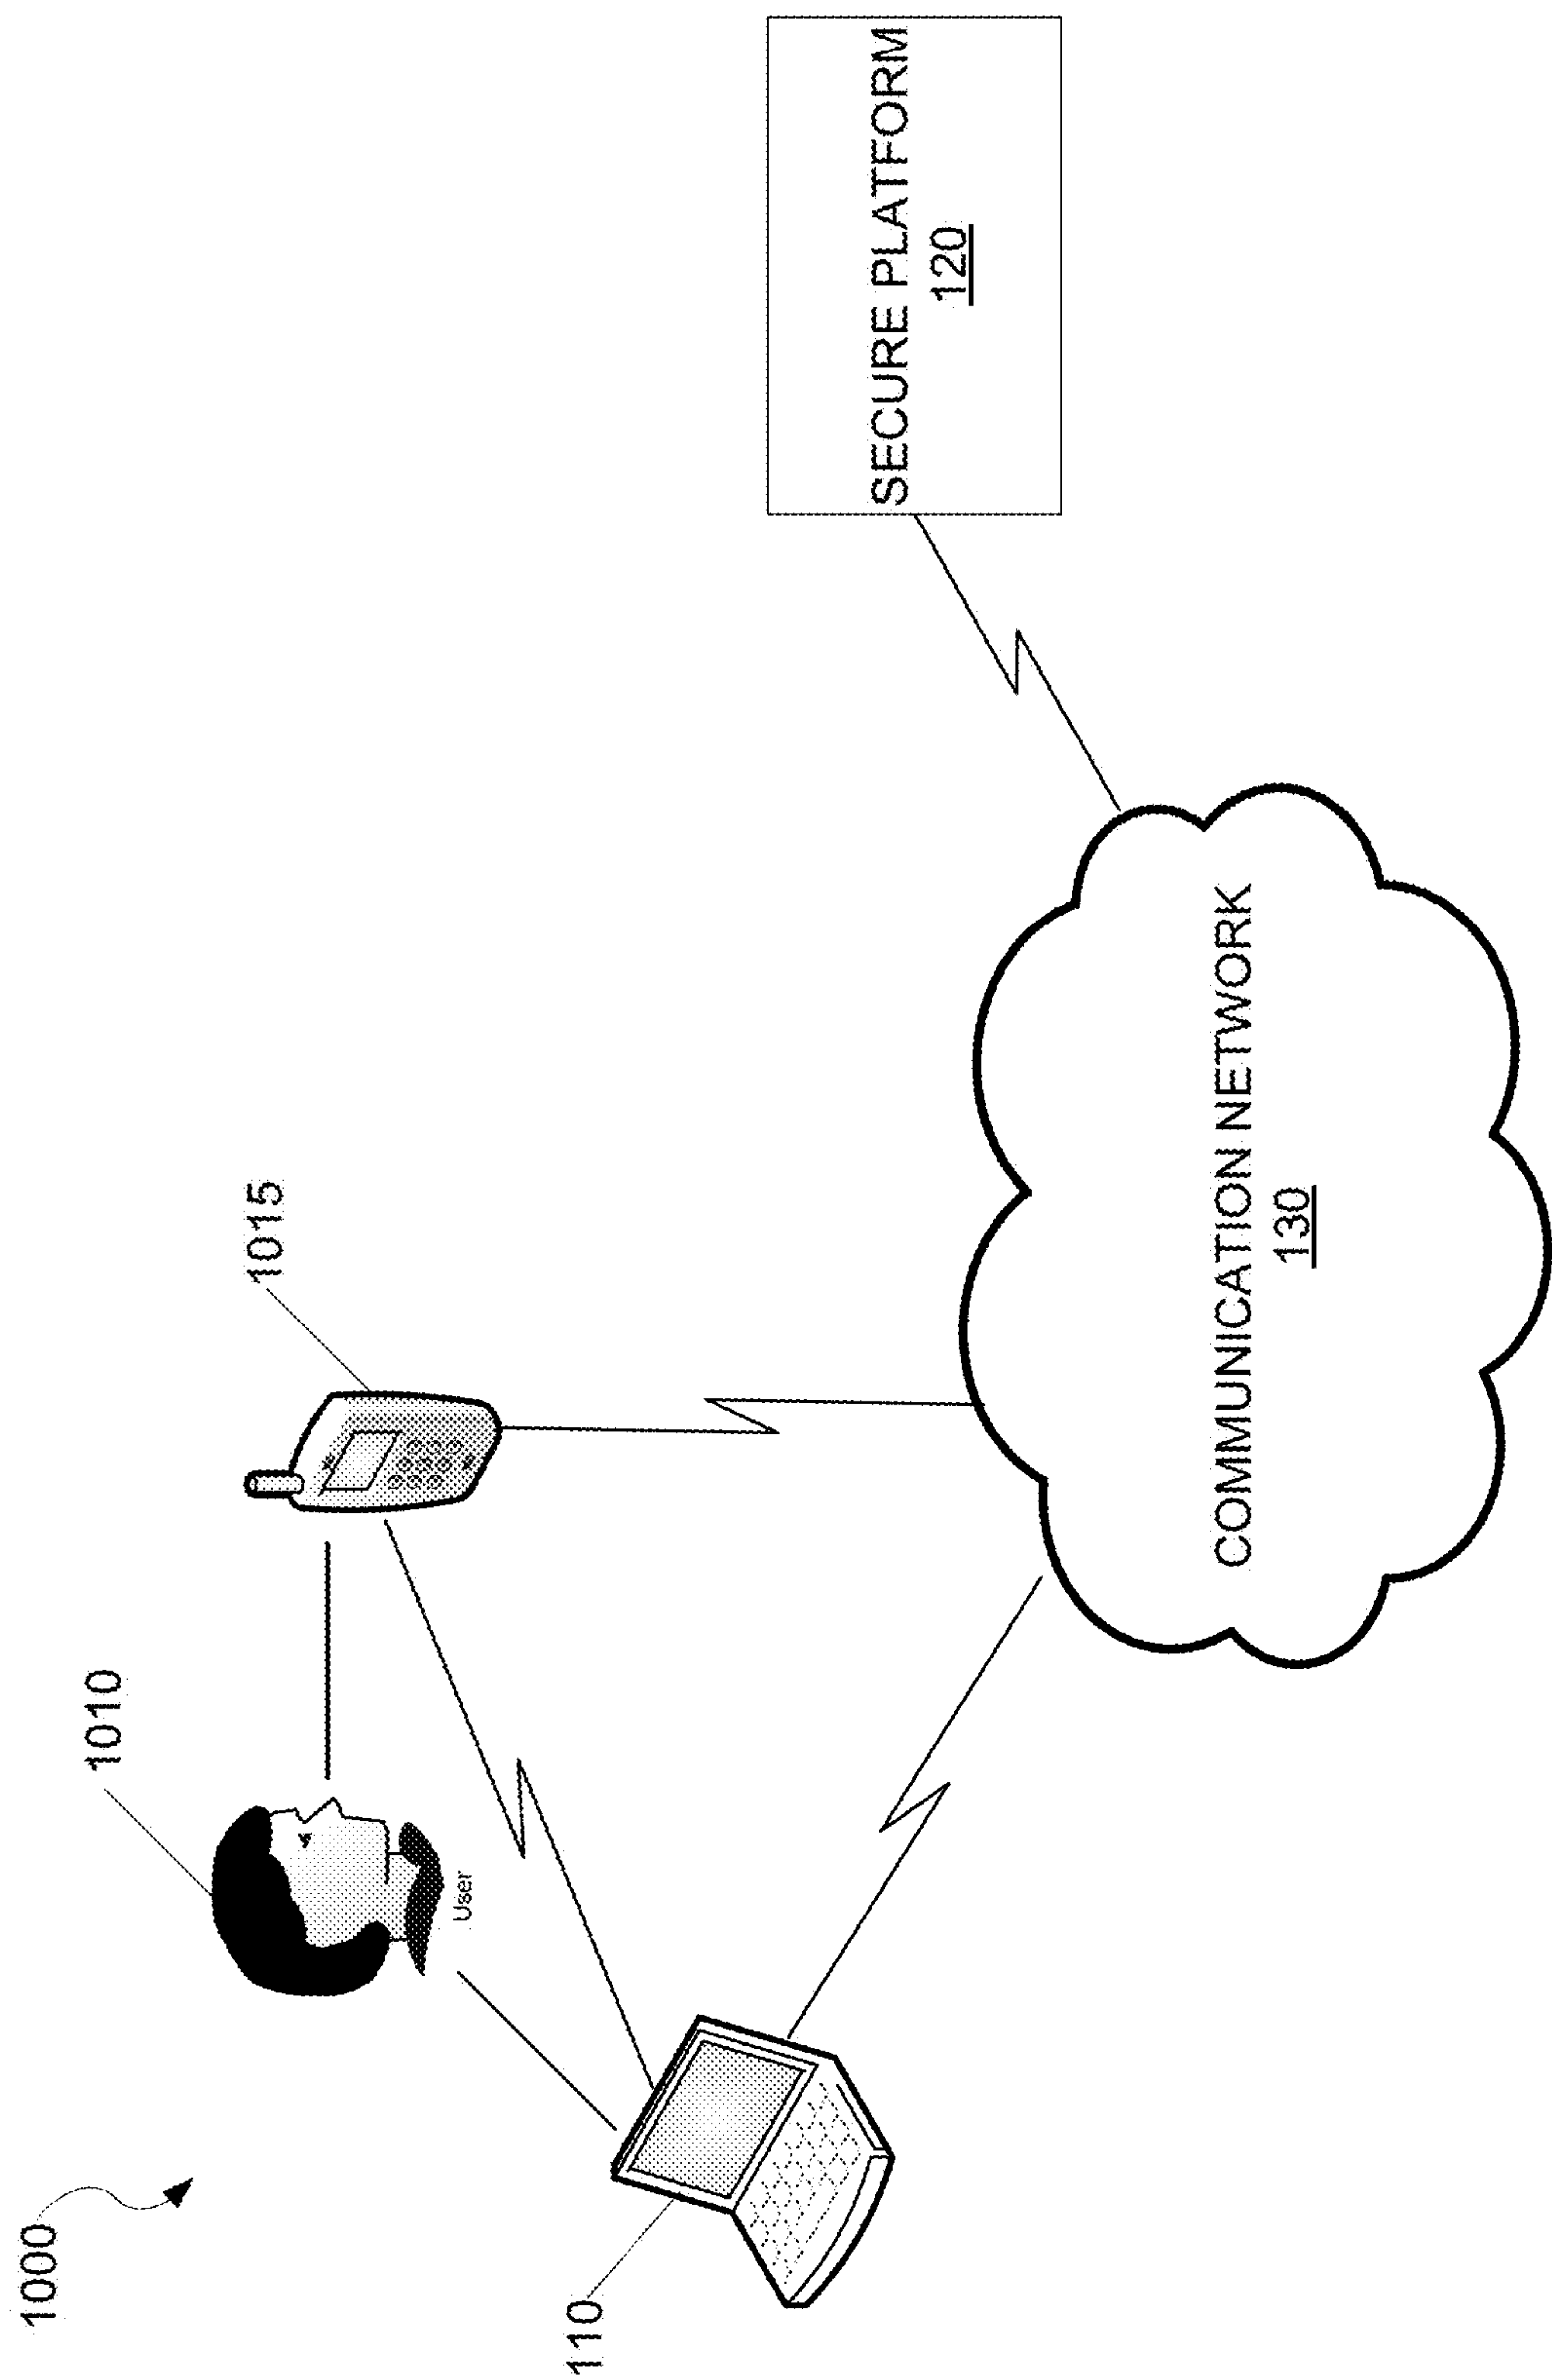 1000
1010
User
1015
110
SECURE PLATFORM
120
COMMUNICATION NETWORK
130